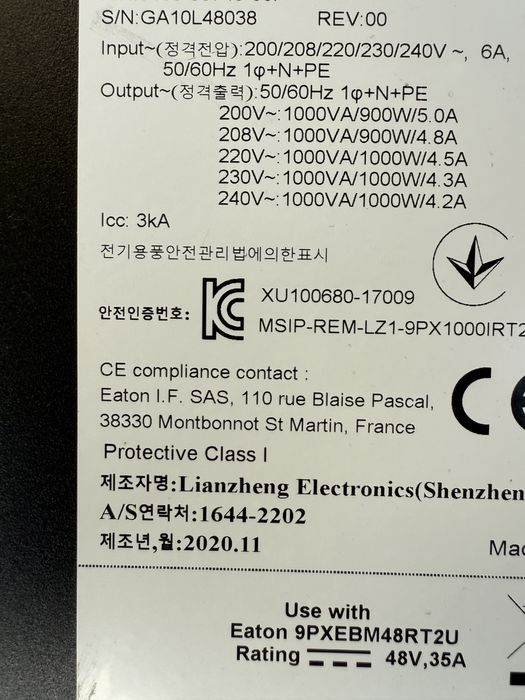 S/N:GA10L48038 REV:00
Input~(정격전압):200/208/220/230/240V ~, 6A,
50/60Hz 1φ+N+PE
Output~(정격출력):50/60Hz 1φ+N+PE
200V~:1000VA/900W/5.0A
208V~:1000VA/900W/4.8A
220V~:1000VA/1000W/4.5A
230V~:1000VA/1000W/4.3A
240V~:1000VA/1000W/4.2A
Icc: 3kA
전기용품안전관리법에의한표시
안전인증번호: KC XU100680-17009
MSIP-REM-LZ1-9PX1000IRT2
CE compliance contact :
Eaton I.F. SAS, 110 rue Blaise Pascal,
38330 Montbonnot St Martin, France
CE
Protective Class I
제조자명:Lianzheng Electronics(Shenzhen
A/S연락처:1644-2202
제조년,월:2020.11
Use with
Eaton 9PXEBM48RT2U
Rating 48V,35A